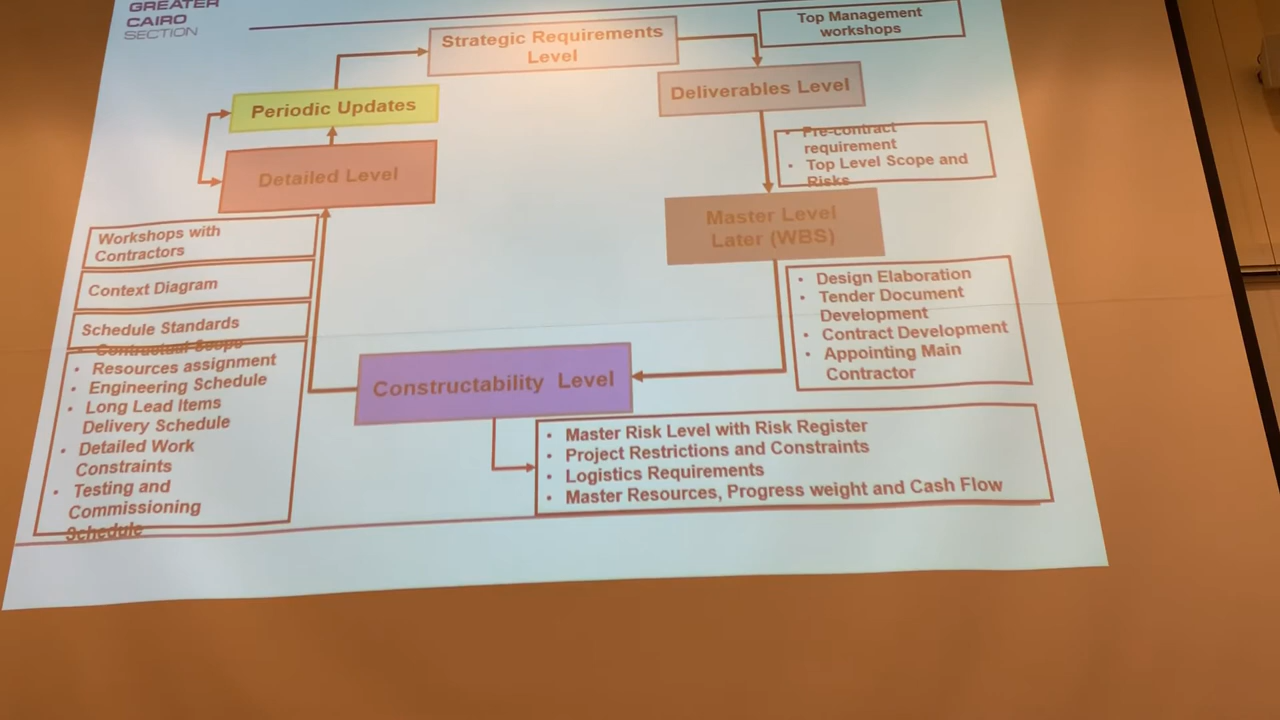 GREATER
CAIRO
SECTION
Top Management
workshops
Strategic Requirements
Level
Deliverables Level
Periodic Updates
• Pre-contract
requirement
• Top Level Scope and
Risks
Detailed Level
Master Level
Later (WBS)
Workshops with
Contractors
Context Diagram
Schedule Standards
Contractual Scope
• Resources assignment
• Engineering Schedule
• Long Lead Items
Delivery Schedule
• Detailed Work
Constraints
• Testing and
Commissioning
Schedule
• Design Elaboration
• Tender Document
Development
• Contract Development
• Appointing Main
Contractor
Constructability Level
• Master Risk Level with Risk Register
• Project Restrictions and Constraints
• Logistics Requirements
• Master Resources, Progress weight and Cash Flow